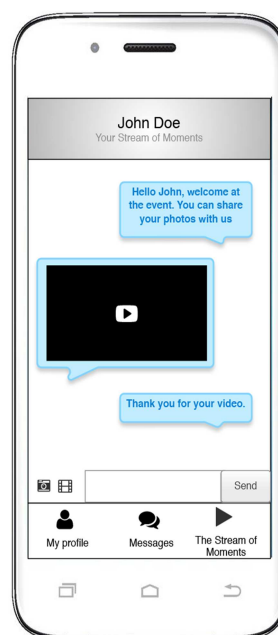 John Doe
Your Stream of Moments
Hello John, welcome at
the event. You can share
your photos with us
Thank you for your video.
Send
My profile
Messages
The Stream of
Moments